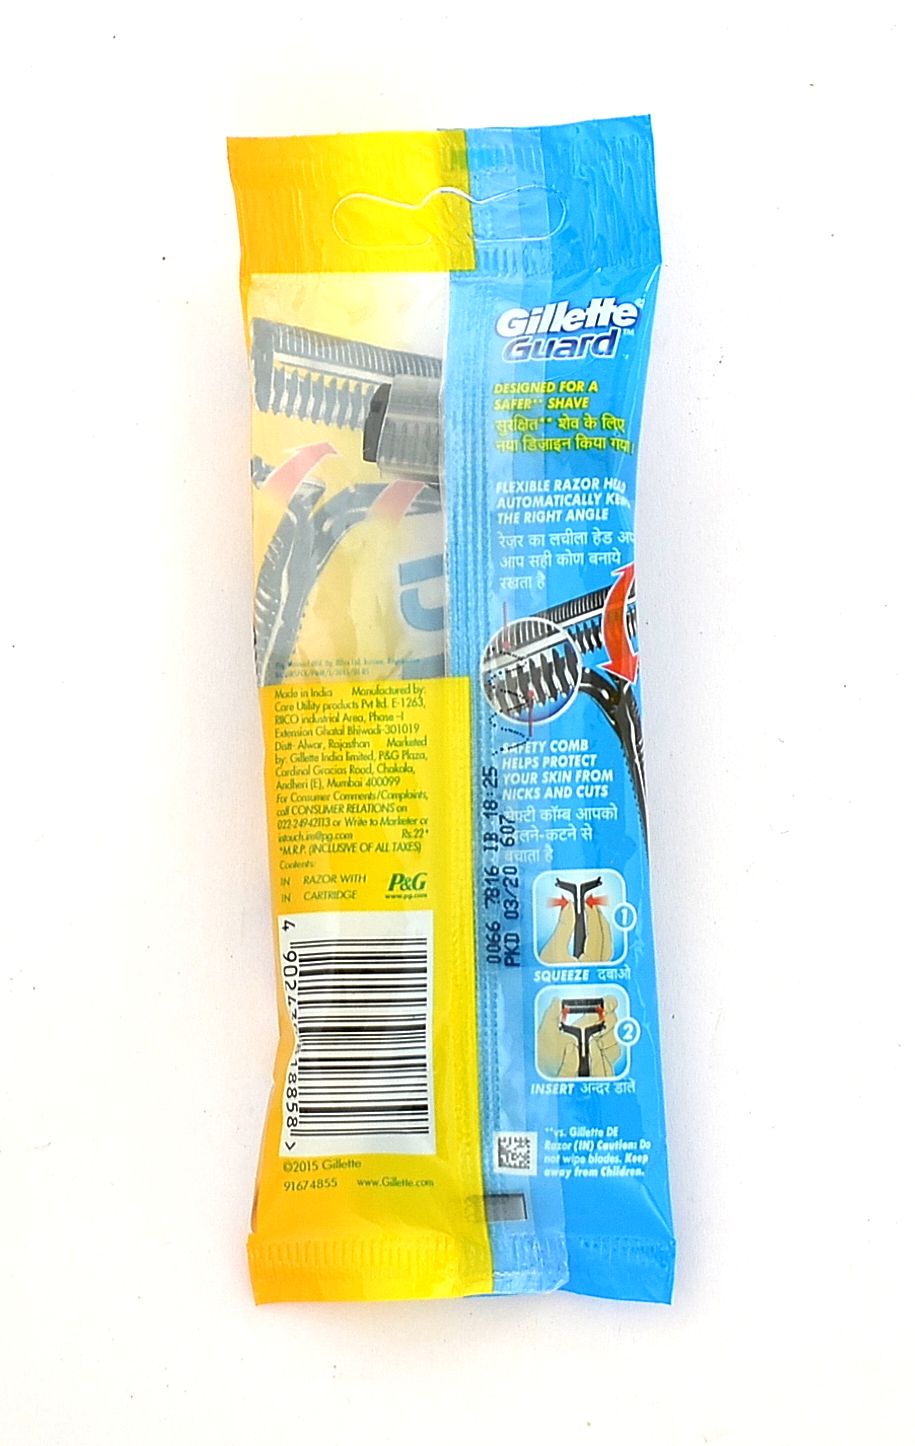 Gillette®
Guard™
DESIGNED FOR A
SAFER** SHAVE
सुरक्षित** शेव के लिए
नया डिज़ाइन किया गया।
FLEXIBLE RAZOR
AUTOMATICALLY
THE RIGHT ANGLE
रेज़र का लचीला हेड
आप सही कोण बनाये
रखता है
SAFETY COMB
HELPS PROTECT
YOUR SKIN FROM
NICKS AND CUTS
कॉम्ब आपको
से
बचाता है
0066 7816 IB 18:25
PKD 03/20 607
1
SQUEEZE दबाओ
2
INSERT अन्दर डालें
**vs. Gillette DE
Razor (IN) Caution: Do
not wipe blades. Keep
away from Children.
Made in India Manufactured by:
Care Utility products Pvt ltd. E-1263,
RIICO industrial Area, Phase -I
Extension Ghatal Bhiwadi-301019
Distt- Alwar, Rajasthan Marketed
by: Gillette India limited, P&G Plaza,
Cardinal Gracias Road, Chakala,
Andheri (E), Mumbai 400099
For Consumer Comments/Complaints,
call CONSUMER RELATIONS on
022-24942113 or Write to Marketer or
intouch.im@pg.com Rs.22*
*M.R.P. (INCLUSIVE OF ALL TAXES)
Contents:
1N RAZOR WITH
1N CARTRIDGE
P&G
www.pg.com
©2015 Gillette
91674855 www.Gillette.com